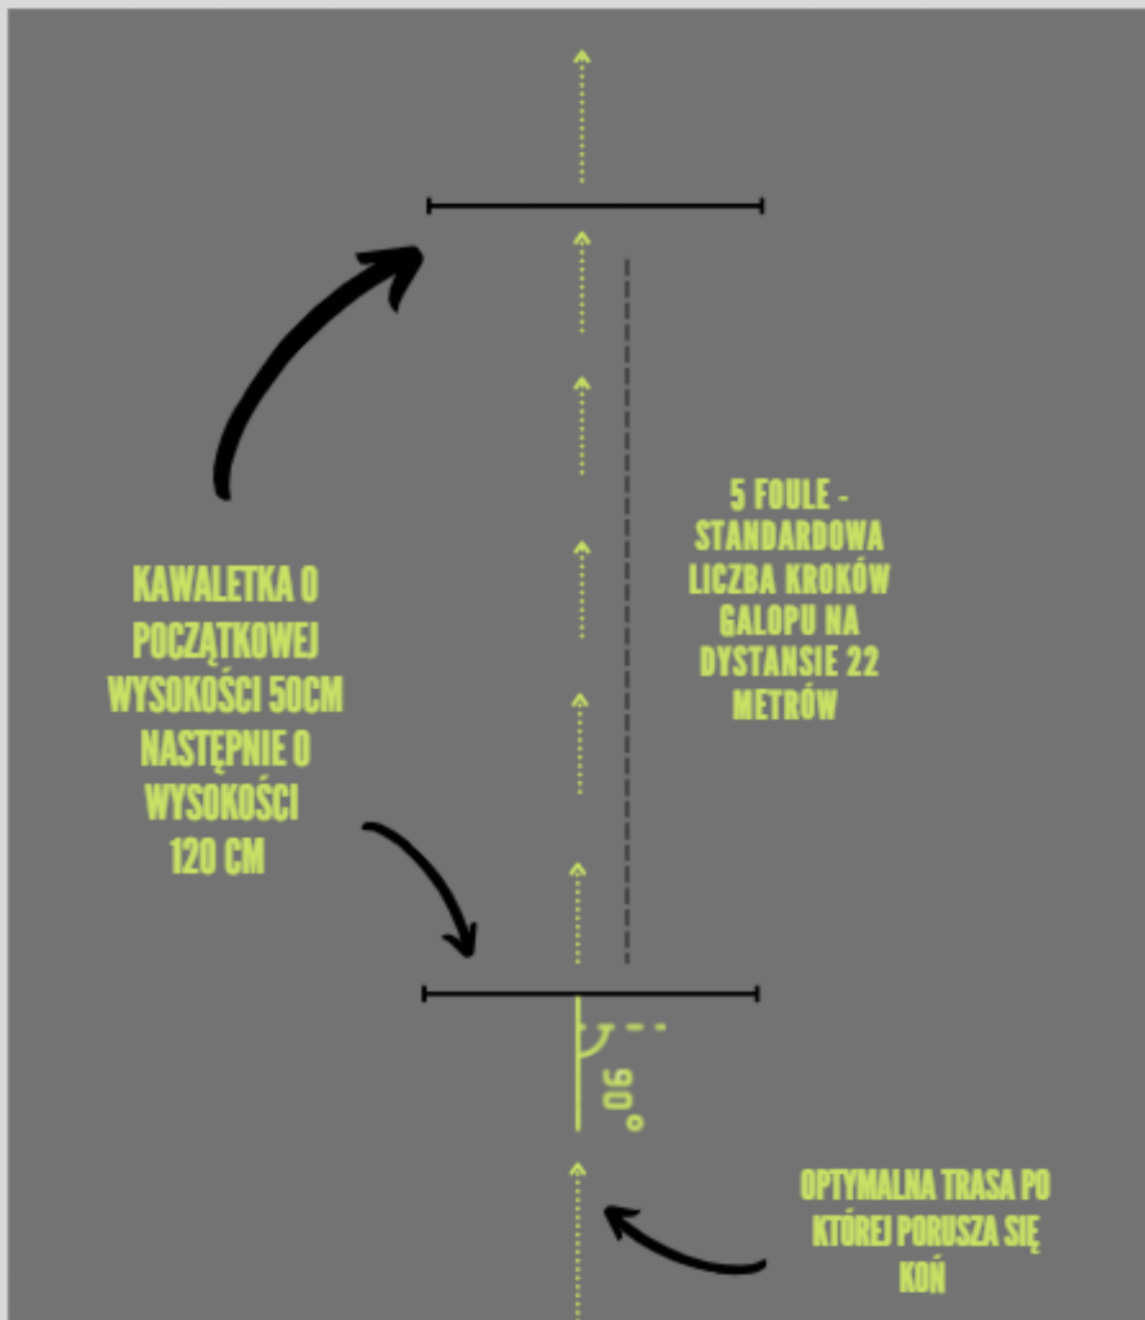 5 FOULE -
STANDARDOWA
LICZBA KROKÓW
GALOPU NA
DYSTANSIE 22
METRÓW
KAWALETKA O
POCZĄTKOWEJ
WYSOKOŚCI 50CM
NASTĘPNIE O
WYSOKOŚCI
120 CM
90°
OPTYMALNA TRASA PO
KTÓREJ PORUSZA SIĘ
KOŃ